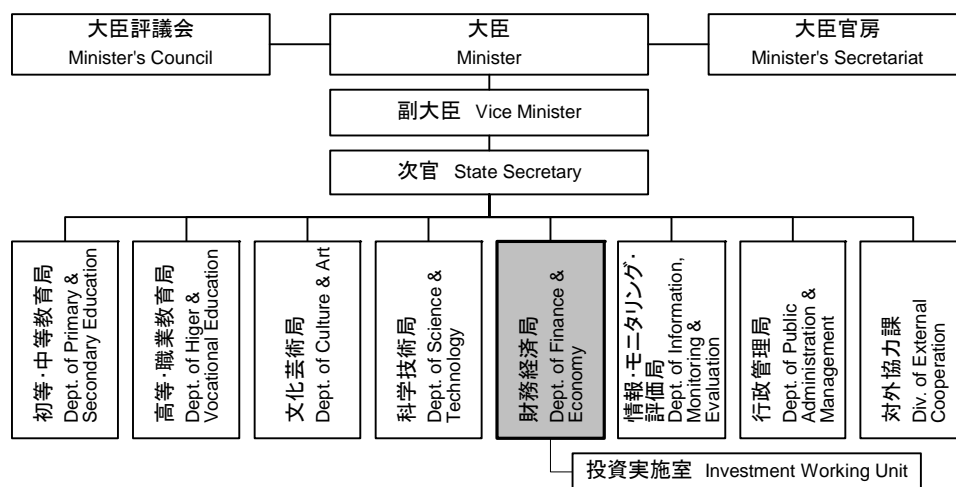 大臣評議会
Minister's Council
大臣
Minister
大臣官房
Minister's Secretariat
副大臣 Vice Minister
次官 State Secretary
初等・中等教育局
Dept. of Primary &
Secondary Education
高等・職業教育局
Dept. of Higer &
Vocational Education
文化芸術局
Dept. of Culture & Art
科学技術局
Dept. of Science &
Technology
財務経済局
Dept. of Finance &
Economy
情報・モニタリング・
評価局
Dept. of Information,
Monitoring &
Evaluation
行政管理局
Dept. of Public
Administration &
Management
対外協力課
Div. of External
Cooperation
投資実施室 Investment Working Unit